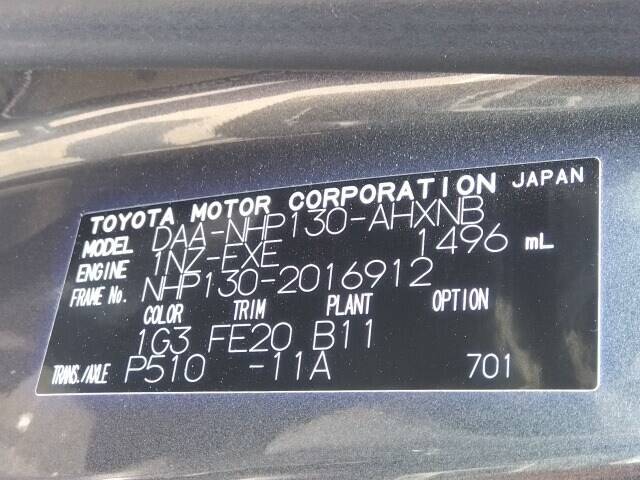 TOYOTA MOTOR CORPORATION JAPAN
MODEL DAA-NHP130-AHXNB
ENGINE 1NZ-FXE 1496 mL
FRAME No. NHP130-2016912
COLOR TRIM PLANT OPTION
1G3 FE20 B11
TRANS./AXLE P510 -11A 701